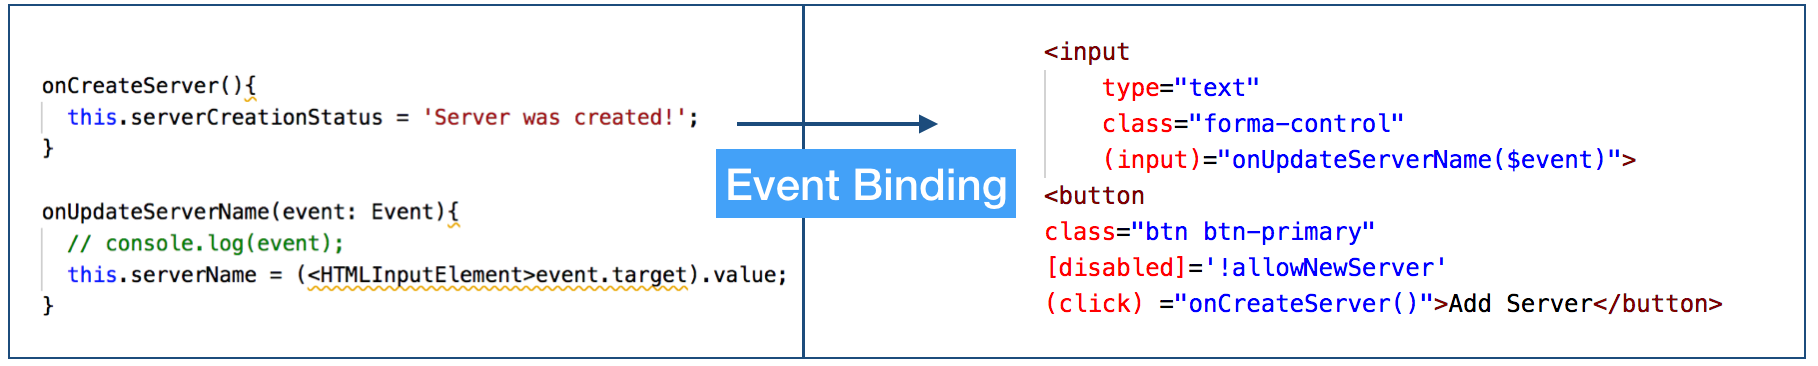 onCreateServer(){
this.serverCreationStatus = 'Server was created!';
}
onUpdateServerName(event: Event){
// console.log(event);
this.serverName = (<HTMLInputElement>event.target).value;
}
Event Binding
<input
type="text"
class="forma-control"
(input)="onUpdateServerName($event)">
<button
class="btn btn-primary"
[disabled]='!allowNewServer'
(click) ="onCreateServer()">Add Server</button>